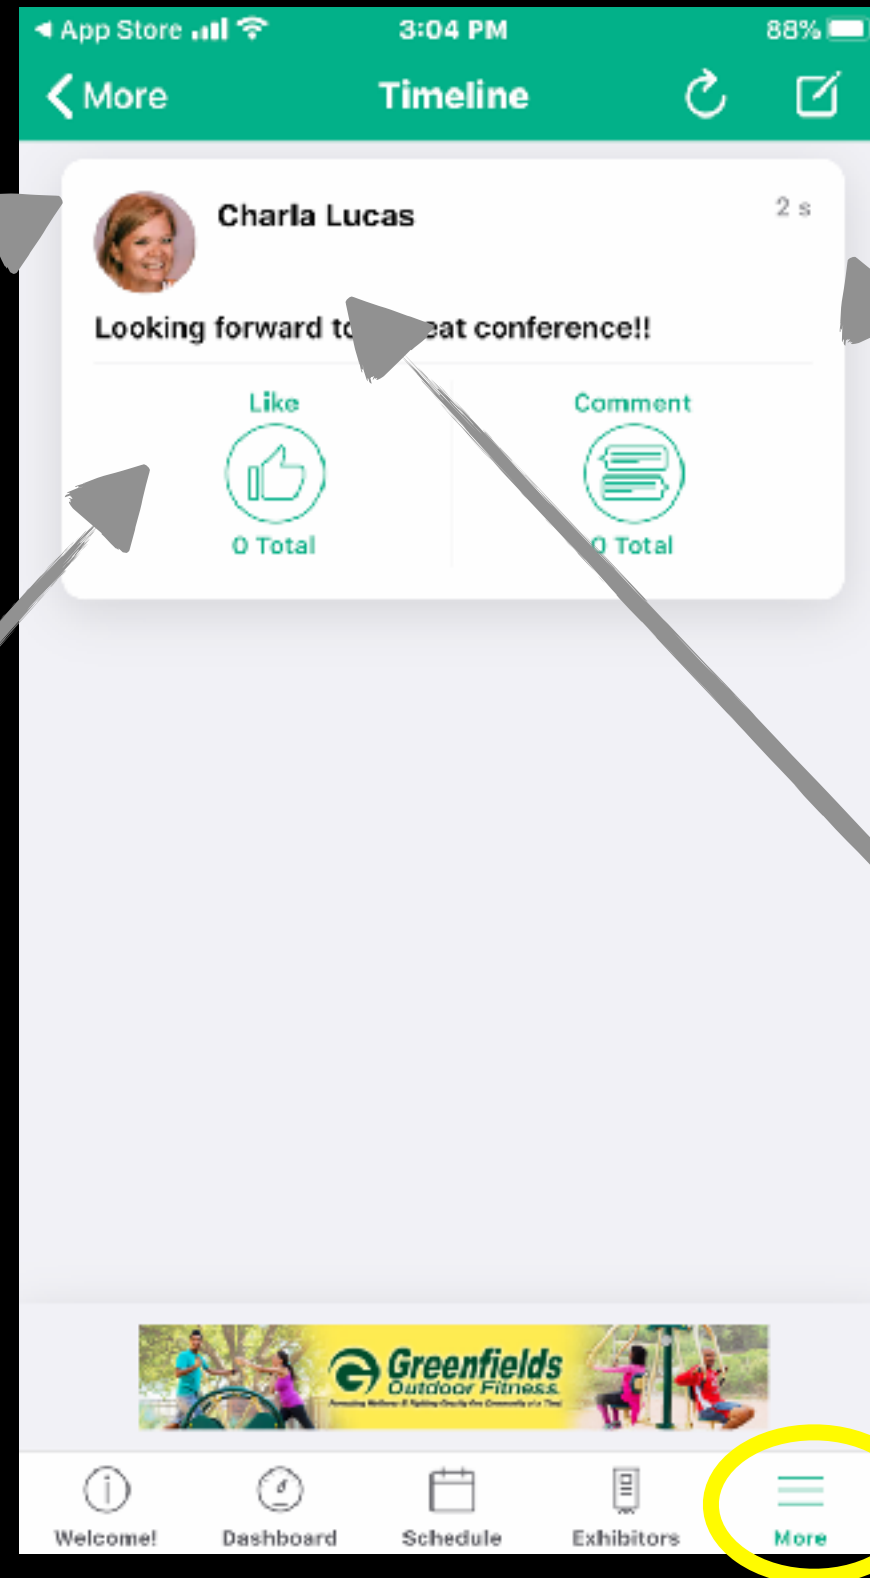 App Store 3:04 PM 88%
More Timeline
Charla Lucas 2 s
Looking forward to eat conference!!
Like Comment
0 Total 0 Total
Greenfields
Outdoor Fitness
Welcome! Dashboard Schedule Exhibitors More